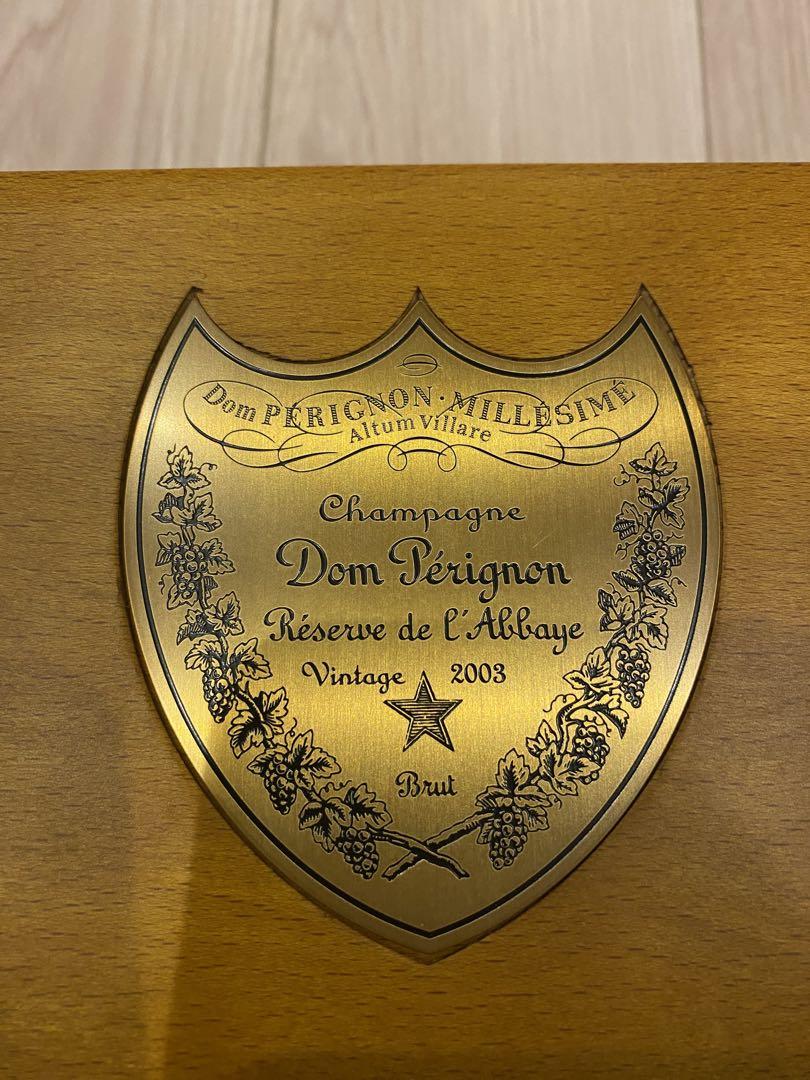 Dom PÉRIGNON · MILLÉSIMÉ
Altum Villare
Champagne
Dom Pérignon
Réserve de l'Abbaye
Vintage 2003
Brut